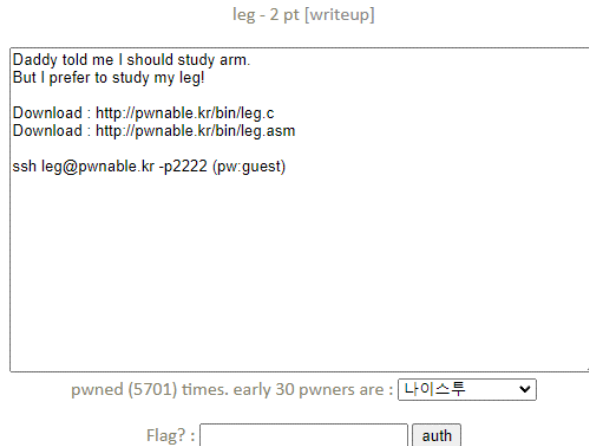 leg - 2 pt [writeup]
Daddy told me I should study arm.
But I prefer to study my leg!
Download : http://pwnable.kr/bin/leg.c
Download : http://pwnable.kr/bin/leg.asm
ssh leg@pwnable.kr -p2222 (pw:guest)
pwned (5701) times. early 30 pwners are : 나이스투
Flag? : auth